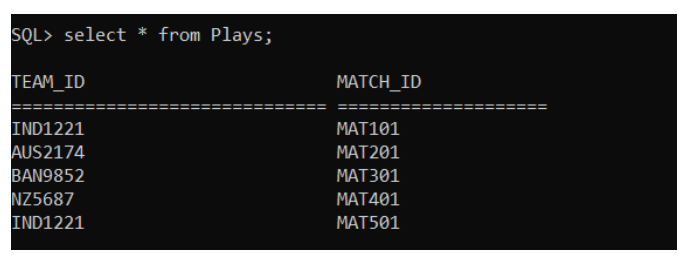 SQL> select * from Plays;
TEAM_ID MATCH_ID
============================== ====================
IND1221 MAT101
AUS2174 MAT201
BAN9852 MAT301
NZ5687 MAT401
IND1221 MAT501